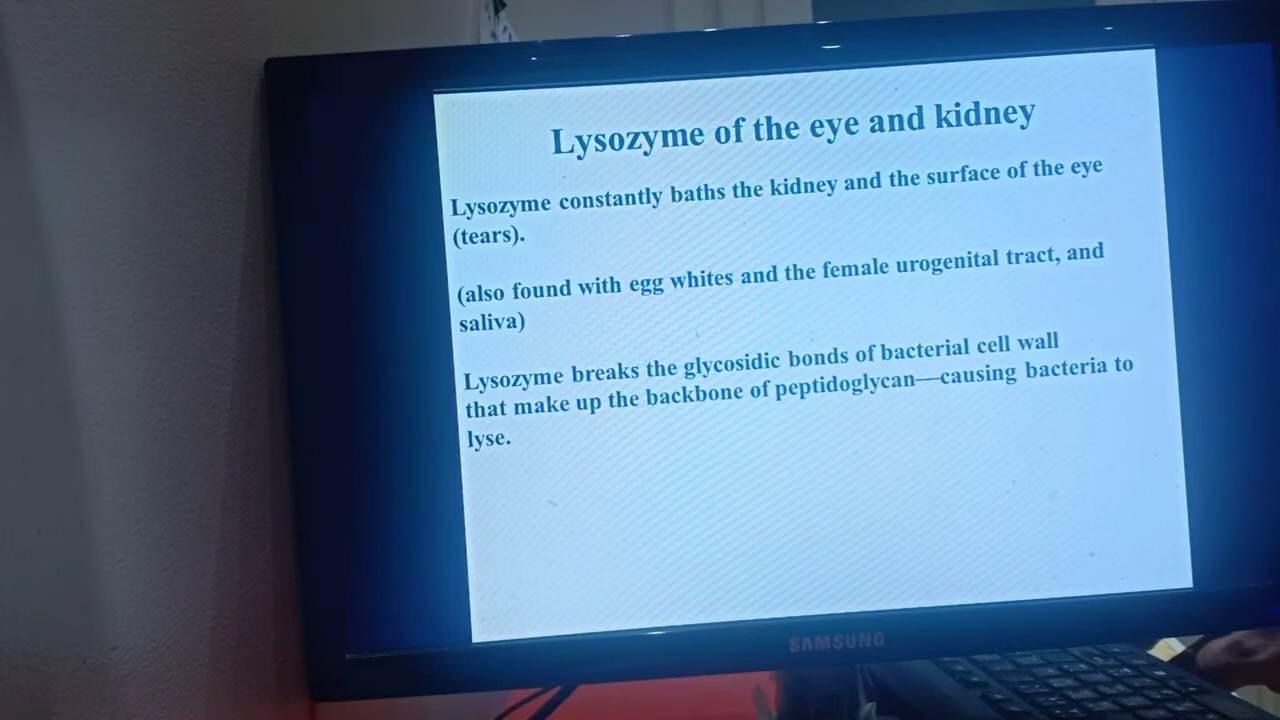 Lysozyme of the eye and kidney
Lysozyme constantly baths the kidney and the surface of the eye
(tears).
(also found with egg whites and the female urogenital tract, and
saliva)
Lysozyme breaks the glycosidic bonds of bacterial cell wall
that make up the backbone of peptidoglycan—causing bacteria to
lyse.
SAMSUNG